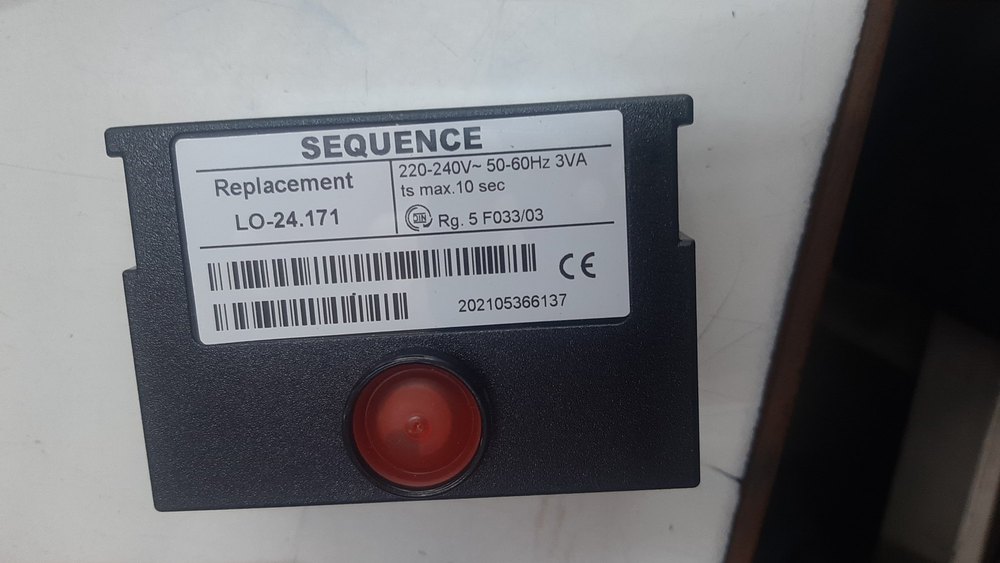 SEQUENCE
Replacement
LO-24.171
220-240V~ 50-60Hz 3VA
ts max.10 sec
DIN Rg. 5 F033/03
CE
202105366137